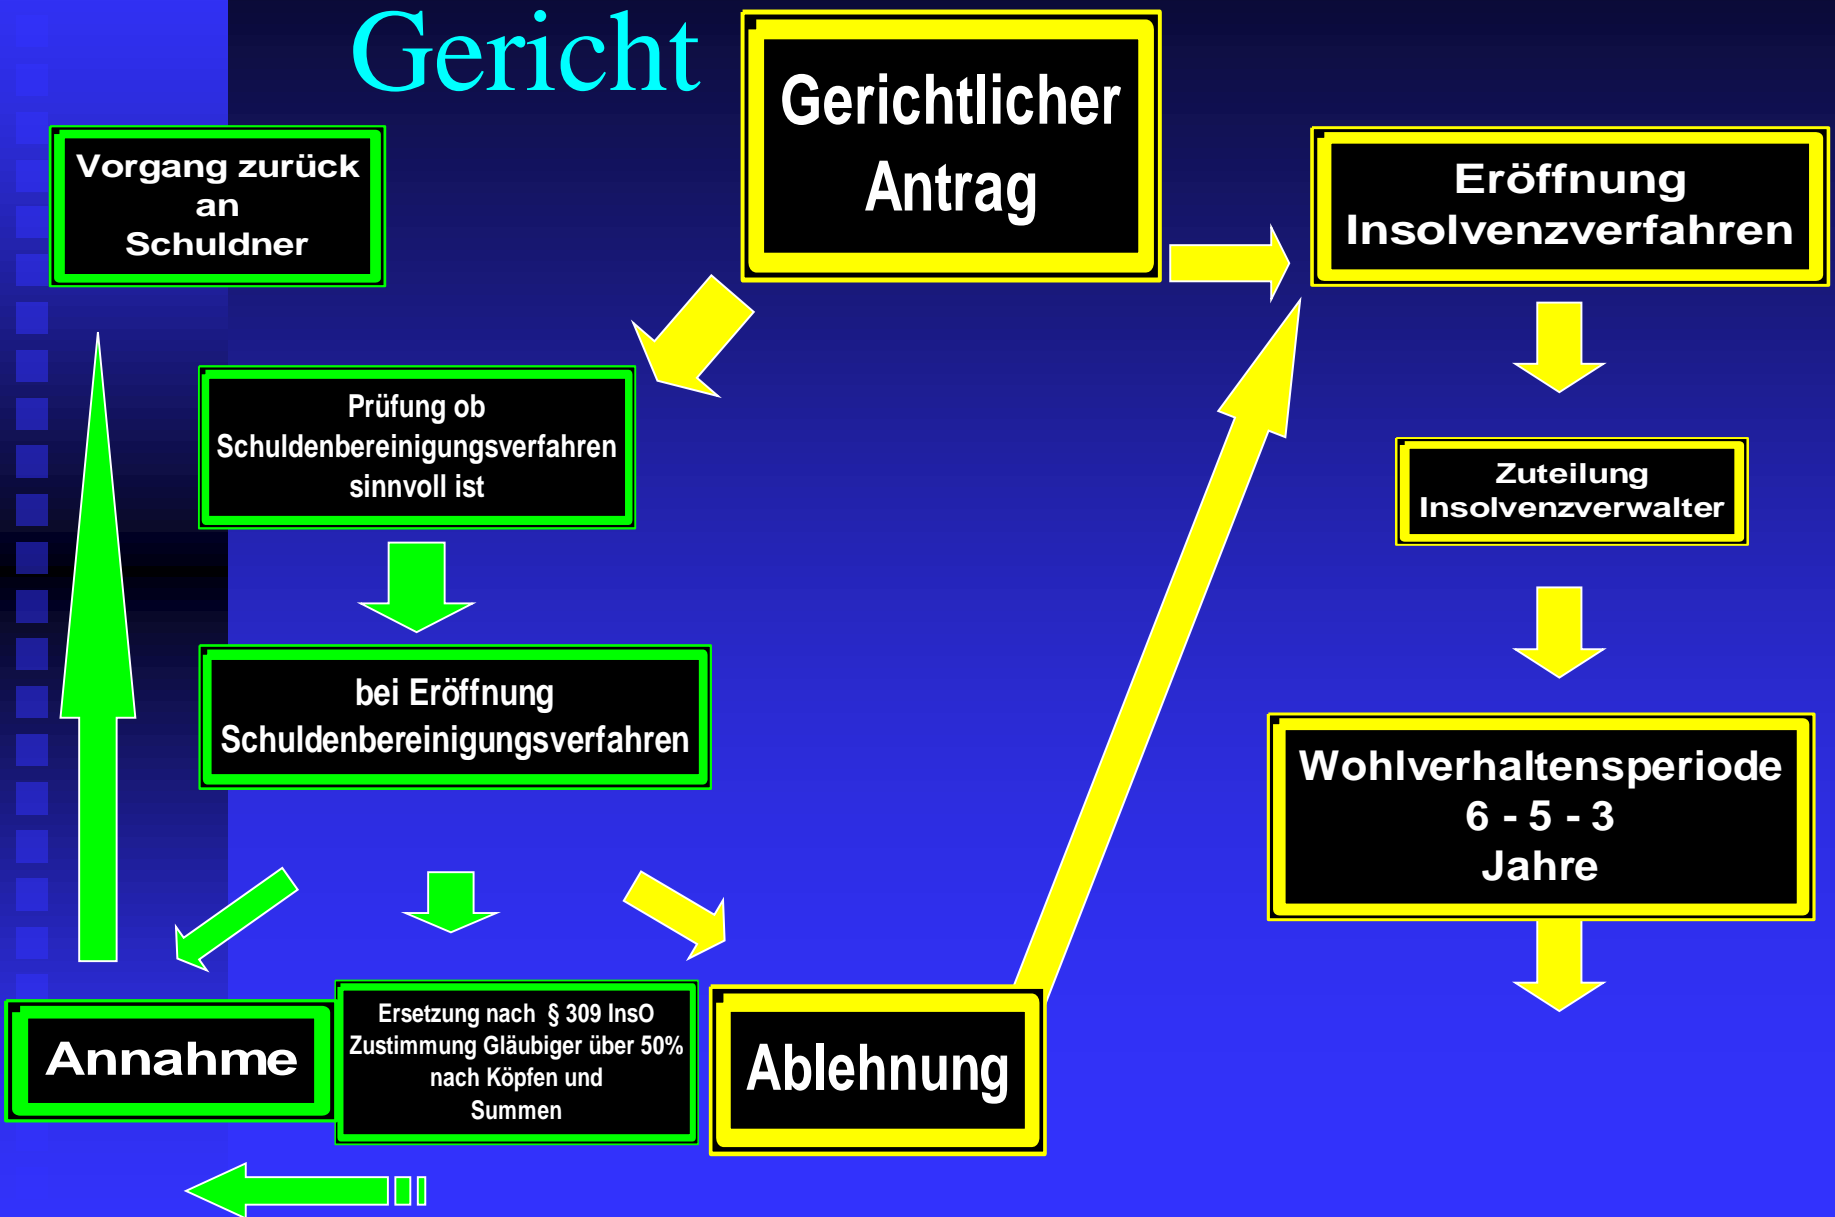 Gericht
Gerichtlicher
Antrag
Vorgang zurück
an
Schuldner
Eröffnung
Insolvenzverfahren
Prüfung ob
Schuldenbereinigungsverfahren
sinnvoll ist
Zuteilung
Insolvenzverwalter
bei Eröffnung
Schuldenbereinigungsverfahren
Wohlverhaltensperiode
6 - 5 - 3
Jahre
Annahme
Ersetzung nach § 309 InsO
Zustimmung Gläubiger über 50%
nach Köpfen und
Summen
Ablehnung